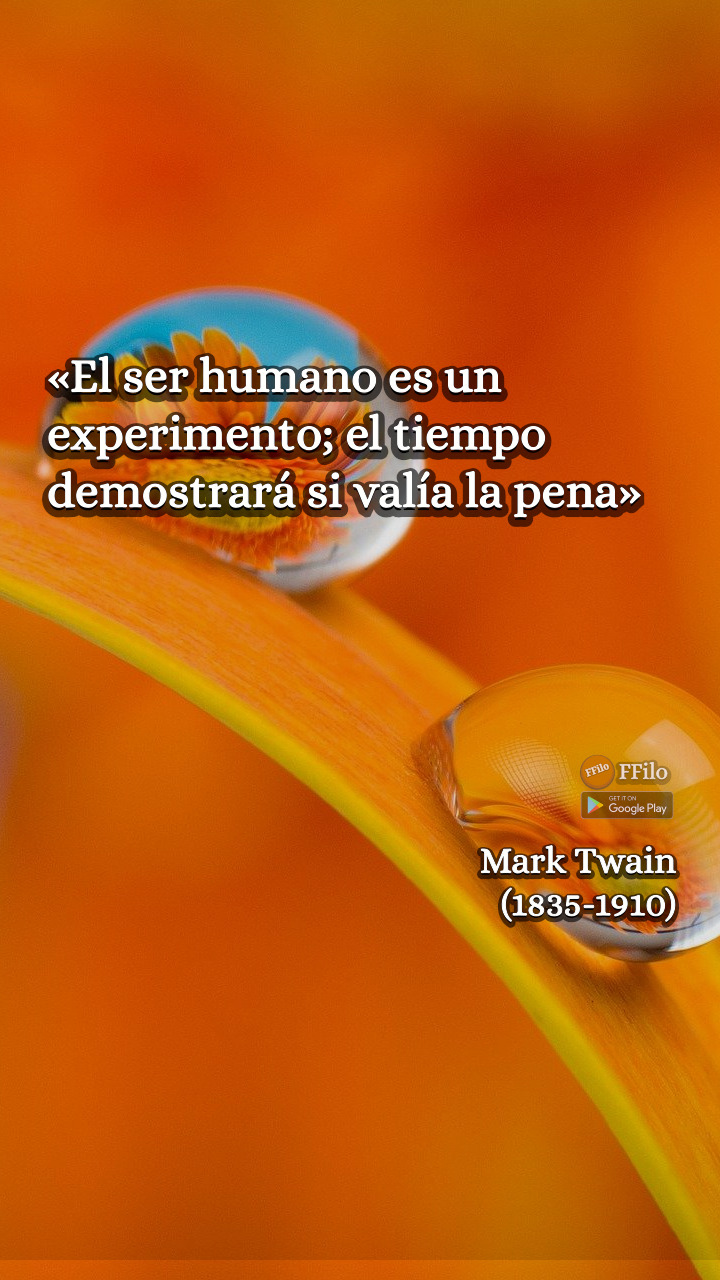 «El ser humano es un
experimento; el tiempo
demostrará si valía la pena»
FFilo FFilo
GET IT ON
Google Play
Mark Twain
(1835-1910)